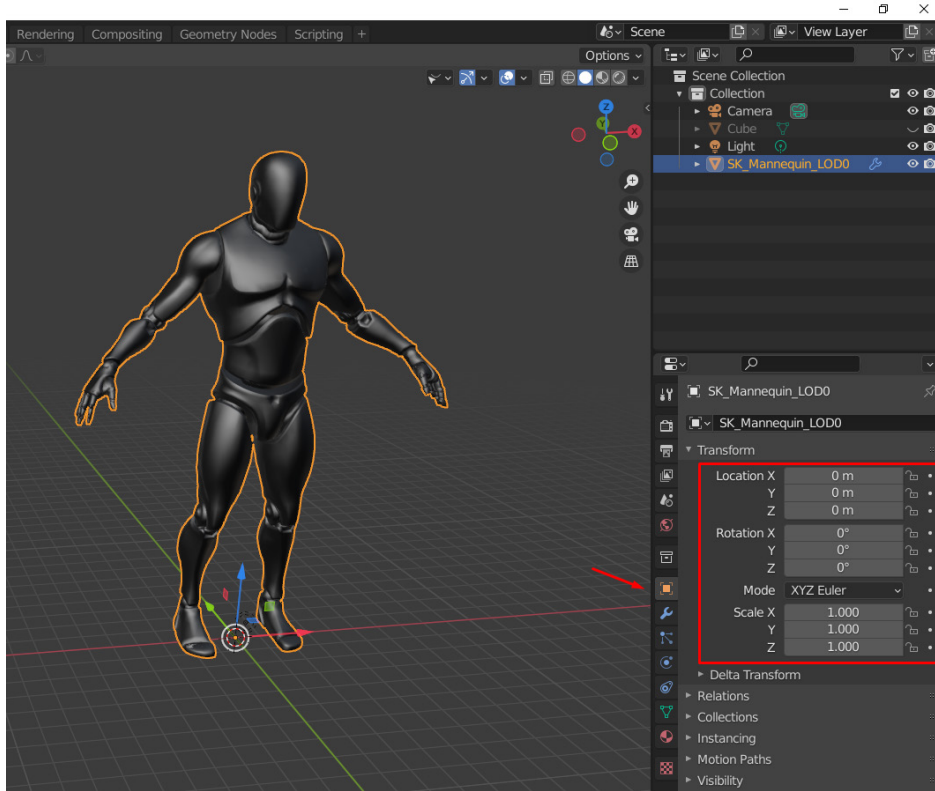 Rendering Compositing Geometry Nodes Scripting +
Scene View Layer
Options
Z
Y
X
Scene Collection
Collection
Camera
Cube
Light
SK_Mannequin_LOD0
SK_Mannequin_LOD0
SK_Mannequin_LOD0
Transform
Location X 0 m
Y 0 m
Z 0 m
Rotation X 0°
Y 0°
Z 0°
Mode XYZ Euler
Scale X 1.000
Y 1.000
Z 1.000
Delta Transform
Relations
Collections
Instancing
Motion Paths
Visibility